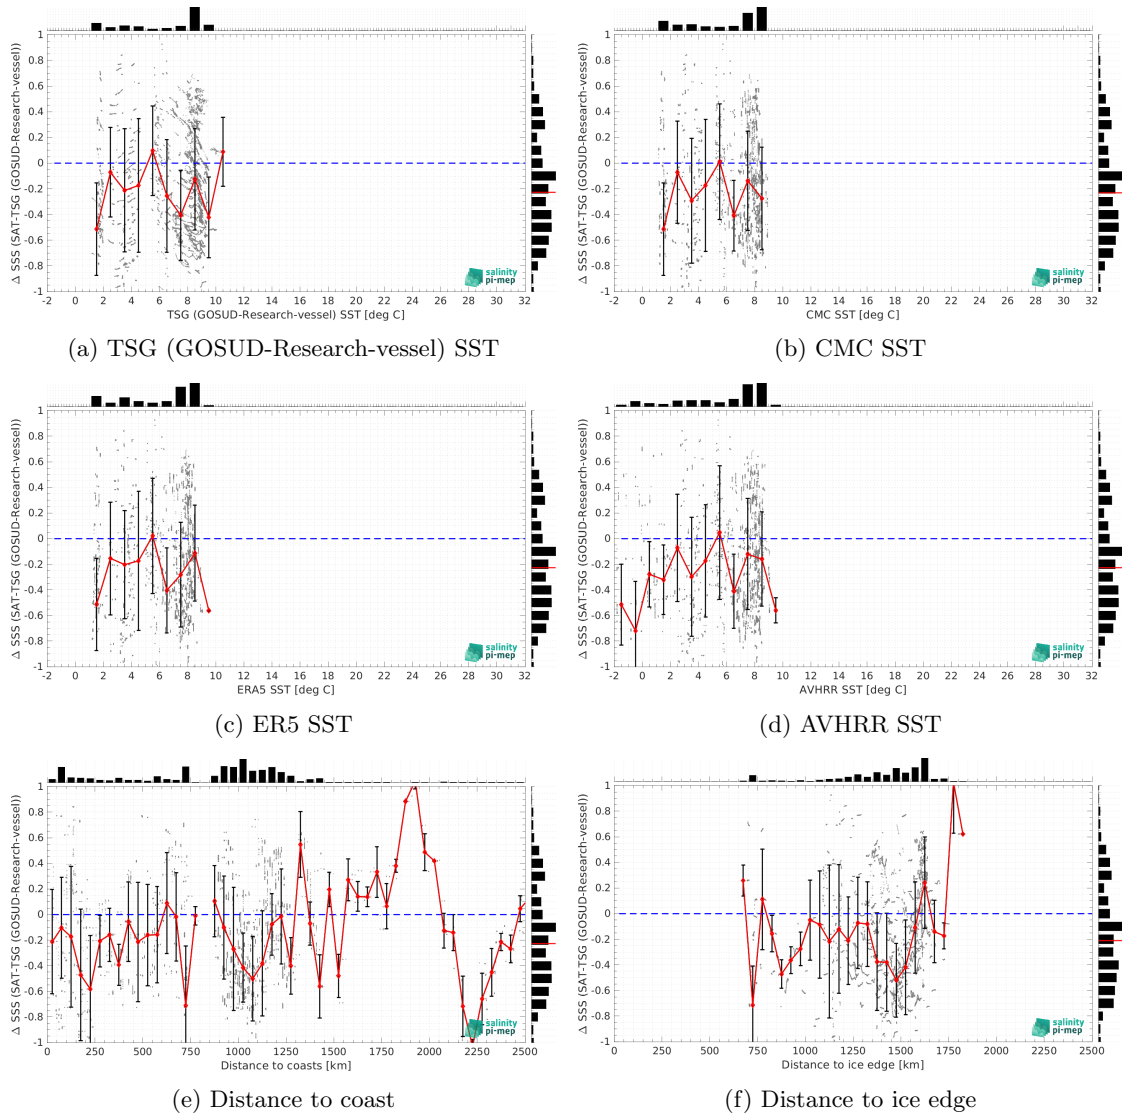 1
0.8
0.6
0.4
0.2
0
-0.2
-0.4
-0.6
-0.8
-1
Δ SSS (SAT-TSG (GOSUD-Research-vessel))
salinity
pi-mep
-2 0 2 4 6 8 10 12 14 16 18 20 22 24 26 28 30 32
TSG (GOSUD-Research-vessel) SST [deg C]
(a) TSG (GOSUD-Research-vessel) SST
1
0.8
0.6
0.4
0.2
0
-0.2
-0.4
-0.6
-0.8
-1
Δ SSS (SAT-TSG (GOSUD-Research-vessel))
salinity
pi-mep
-2 0 2 4 6 8 10 12 14 16 18 20 22 24 26 28 30 32
CMC SST [deg C]
(b) CMC SST
1
0.8
0.6
0.4
0.2
0
-0.2
-0.4
-0.6
-0.8
-1
Δ SSS (SAT-TSG (GOSUD-Research-vessel))
salinity
pi-mep
-2 0 2 4 6 8 10 12 14 16 18 20 22 24 26 28 30 32
ERA5 SST [deg C]
(c) ER5 SST
1
0.8
0.6
0.4
0.2
0
-0.2
-0.4
-0.6
-0.8
-1
Δ SSS (SAT-TSG (GOSUD-Research-vessel))
salinity
pi-mep
-2 0 2 4 6 8 10 12 14 16 18 20 22 24 26 28 30 32
AVHRR SST [deg C]
(d) AVHRR SST
1
0.8
0.6
0.4
0.2
0
-0.2
-0.4
-0.6
-0.8
-1
Δ SSS (SAT-TSG (GOSUD-Research-vessel))
salinity
pi-mep
0 250 500 750 1000 1250 1500 1750 2000 2250 2500
Distance to coasts [km]
(e) Distance to coast
1
0.8
0.6
0.4
0.2
0
-0.2
-0.4
-0.6
-0.8
-1
Δ SSS (SAT-TSG (GOSUD-Research-vessel))
salinity
pi-mep
0 250 500 750 1000 1250 1500 1750 2000 2250 2500
Distance to ice edge [km]
(f) Distance to ice edge